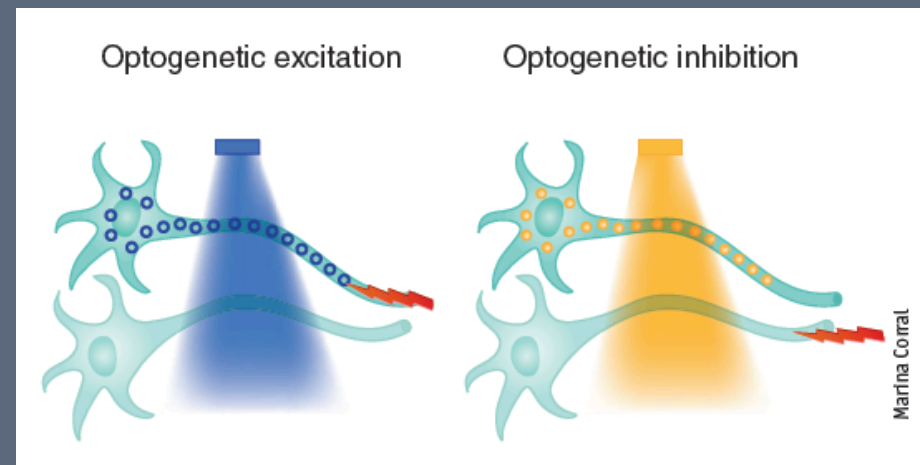 Optogenetic excitation
Optogenetic inhibition
Marina Corral